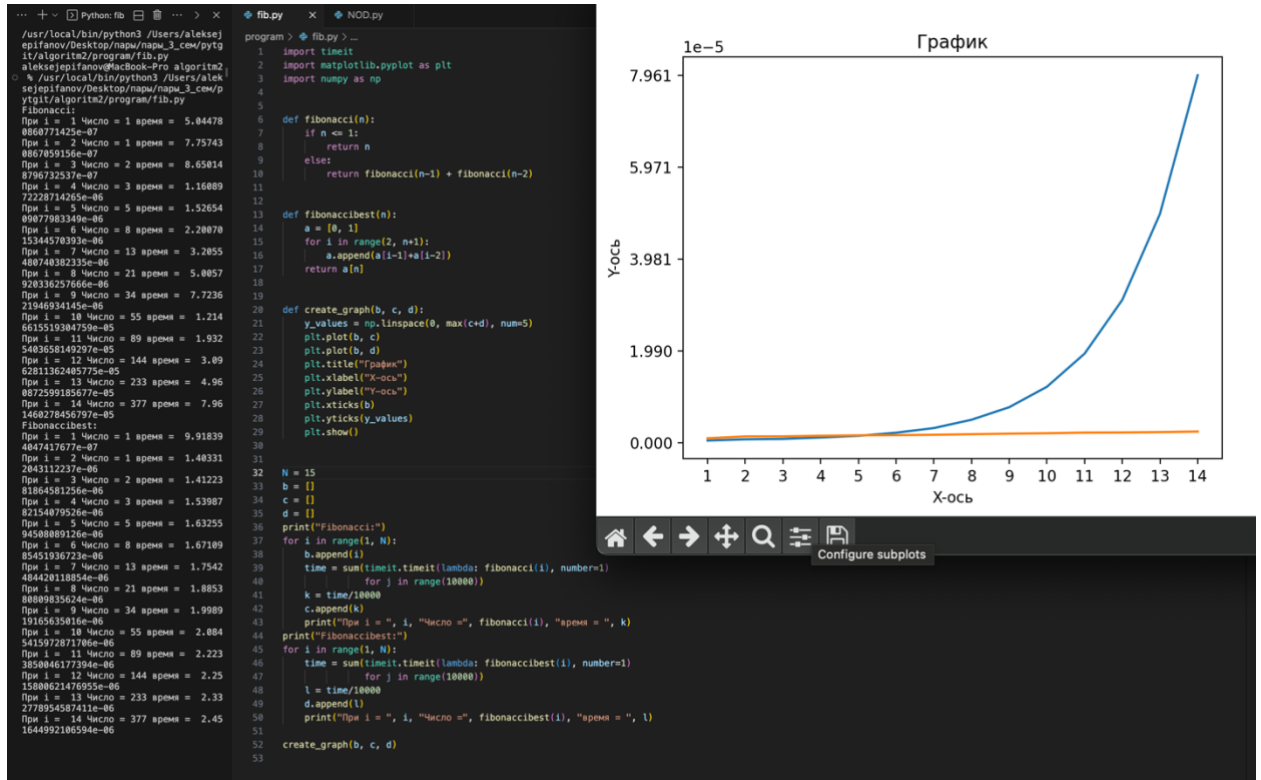 Python: fib
/usr/local/bin/python3 /Users/aleksej
epifanov/Desktop/пары/пары_3_сем/pytg
it/algoritm2/program/fib.py
aleksejepifanov@MacBook-Pro algoritm2
% /usr/local/bin/python3 /Users/alek
sejepifanov/Desktop/пары/пары_3_сем/p
ytgit/algoritm2/program/fib.py
Fibonacci:
При i =  1 Число = 1 время =  5.04478
0860771425e-07
При i =  2 Число = 1 время =  7.75743
0867059156e-07
При i =  3 Число = 2 время =  8.65014
8796732537e-07
При i =  4 Число = 3 время =  1.16089
72228714265e-06
При i =  5 Число = 5 время =  1.52654
09077983349e-06
При i =  6 Число = 8 время =  2.20070
15344570393e-06
При i =  7 Число = 13 время =  3.2055
480740382335e-06
При i =  8 Число = 21 время =  5.0057
920336257666e-06
При i =  9 Число = 34 время =  7.7236
21946934145e-06
При i =  10 Число = 55 время =  1.214
6615519304759e-05
При i =  11 Число = 89 время =  1.932
5403658149297e-05
При i =  12 Число = 144 время =  3.09
62811362405775e-05
При i =  13 Число = 233 время =  4.96
0872599185677e-05
При i =  14 Число = 377 время =  7.96
1460278456797e-05
Fibonaccibest:
При i =  1 Число = 1 время =  9.91839
4047417677e-07
При i =  2 Число = 1 время =  1.40331
2043112237e-06
При i =  3 Число = 2 время =  1.41223
81864581256e-06
При i =  4 Число = 3 время =  1.53987
82154079526e-06
При i =  5 Число = 5 время =  1.63255
94508089126e-06
При i =  6 Число = 8 время =  1.67109
85451936723e-06
При i =  7 Число = 13 время =  1.7542
484420118854e-06
При i =  8 Число = 21 время =  1.8853
80809835624e-06
При i =  9 Число = 34 время =  1.9989
19165635016e-06
При i =  10 Число = 55 время =  2.084
5415972871706e-06
При i =  11 Число = 89 время =  2.223
3850046177394e-06
При i =  12 Число = 144 время =  2.25
15800621476955e-06
При i =  13 Число = 233 время =  2.33
2778954587411e-06
При i =  14 Число = 377 время =  2.45
1644992106594e-06
fib.py
NOD.py
program > fib.py > ...
1 import timeit
2 import matplotlib.pyplot as plt
3 import numpy as np
4
5
6 def fibonacci(n):
7     if n <= 1:
8         return n
9     else:
10         return fibonacci(n-1) + fibonacci(n-2)
11
12
13 def fibonaccibest(n):
14     a = [0, 1]
15     for i in range(2, n+1):
16         a.append(a[i-1]+a[i-2])
17     return a[n]
18
19
20 def create_graph(b, c, d):
21     y_values = np.linspace(0, max(c+d), num=5)
22     plt.plot(b, c)
23     plt.plot(b, d)
24     plt.title("График")
25     plt.xlabel("X-ось")
26     plt.ylabel("Y-ось")
27     plt.xticks(b)
28     plt.yticks(y_values)
29     plt.show()
30
31
32 N = 15
33 b = []
34 c = []
35 d = []
36 print("Fibonacci:")
37 for i in range(1, N):
38     b.append(i)
39     time = sum(timeit.timeit(lambda: fibonacci(i), number=1)
40                for j in range(10000))
41     k = time/10000
42     c.append(k)
43     print("При i = ", i, "Число =", fibonacci(i), "время = ", k)
44 print("Fibonaccibest:")
45 for i in range(1, N):
46     time = sum(timeit.timeit(lambda: fibonaccibest(i), number=1)
47                for j in range(10000))
48     l = time/10000
49     d.append(l)
50     print("При i = ", i, "Число =", fibonaccibest(i), "время = ", l)
51
52 create_graph(b, c, d)
53
1e-5
График
7.961
5.971
3.981
1.990
0.000
Y-ось
1 2 3 4 5 6 7 8 9 10 11 12 13 14
X-ось
Configure subplots